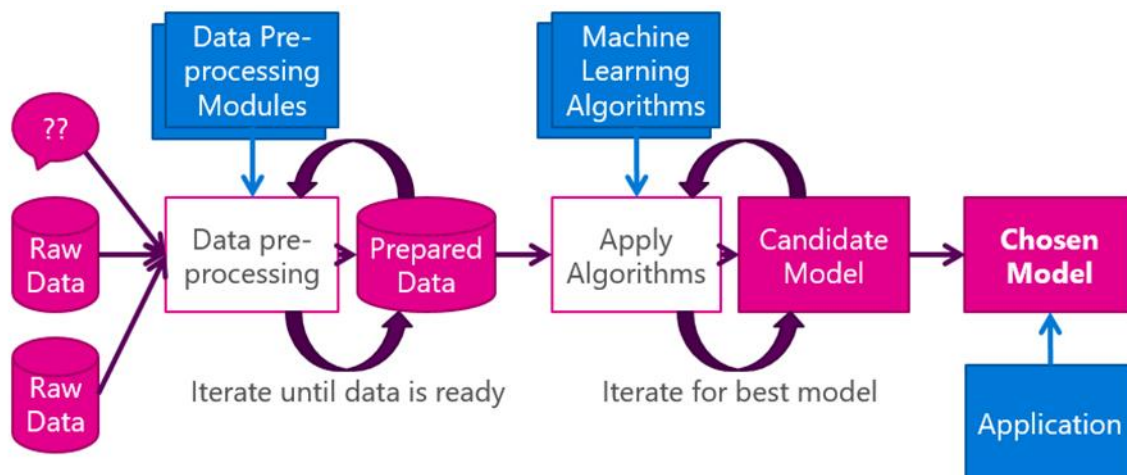 Data Pre-
processing
Modules
Machine
Learning
Algorithms
??
Raw
Data
Data pre-
processing
Prepared
Data
Apply
Algorithms
Candidate
Model
Chosen
Model
Raw
Data
Iterate until data is ready
Iterate for best model
Application